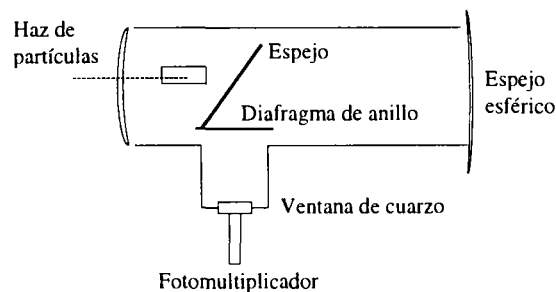 Haz de
partículas
Espejo
Espejo
esférico
Diafragma de anillo
Ventana de cuarzo
Fotomultiplicador